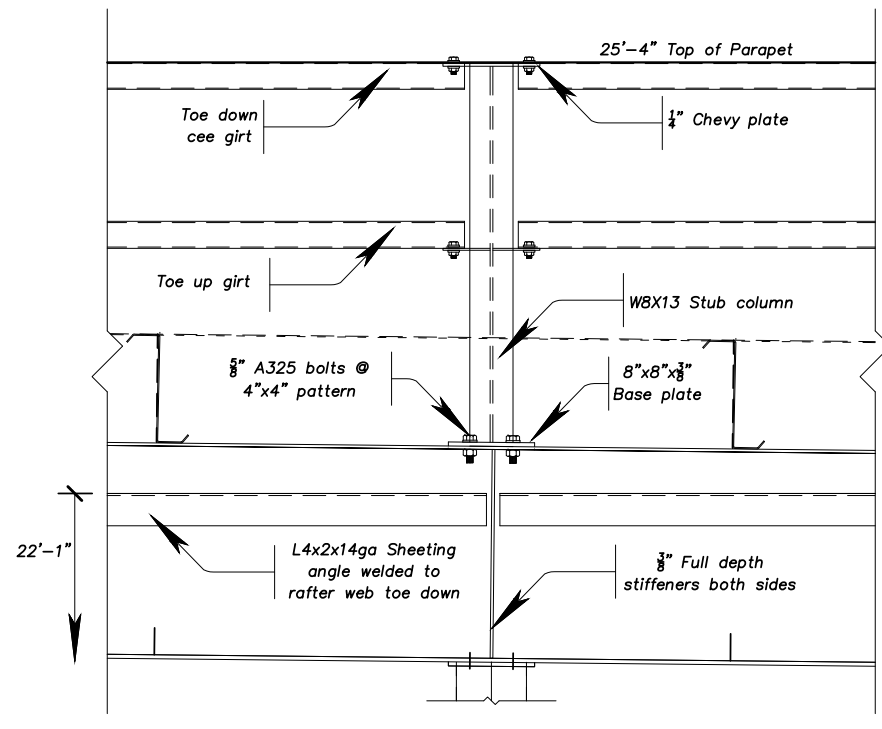 25'-4" Top of Parapet
Toe down
cee girt
1/4" Chevy plate
Toe up girt
W8X13 Stub column
5/8" A325 bolts @
4"x4" pattern
8"x8"x3/8"
Base plate
22'-1"
L4x2x14ga Sheeting
angle welded to
rafter web toe down
3/8" Full depth
stiffeners both sides